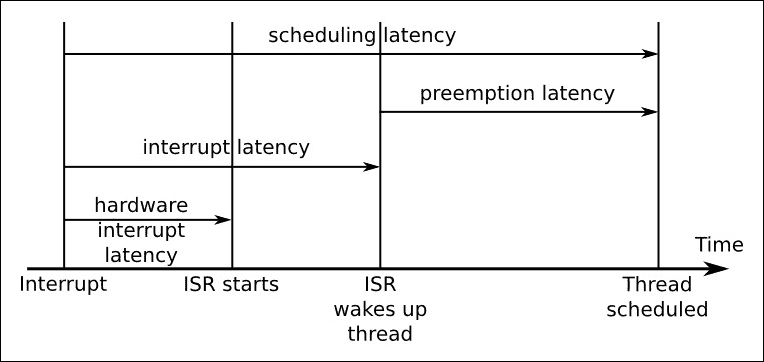 scheduling latency
preemption latency
interrupt latency
hardware
interrupt
latency
Time
Interrupt
ISR starts
ISR
wakes up
thread
Thread
scheduled